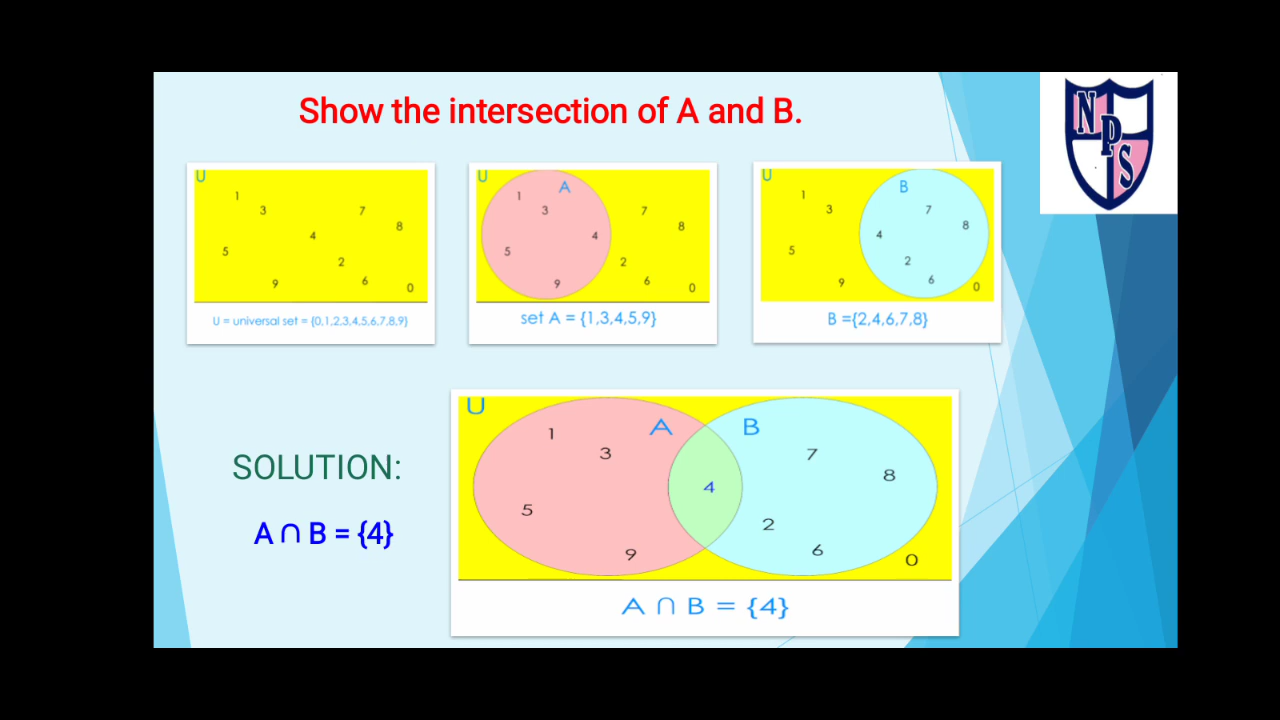 Show the intersection of A and B.
NPS
U
1
3
7
8
4
5
2
9
6
0
U = universal set = {0,1,2,3,4,5,6,7,8,9}
U
A
1
3
7
8
4
5
2
9
6
0
set A = {1,3,4,5,9}
U
B
1
3
7
8
4
5
2
9
6
0
B ={2,4,6,7,8}
SOLUTION:
A ∩ B = {4}
U
A
B
1
3
7
8
4
5
2
9
6
0
A ∩ B = {4}